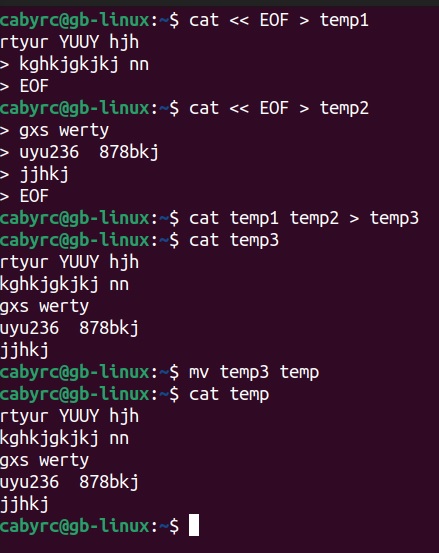 cabyrc@gb-linux:~$ cat << EOF > temp1
rtyur YUUY hjh
> kghkjgkjkj nn
> EOF
cabyrc@gb-linux:~$ cat << EOF > temp2
> gxs werty
> uyu236  878bkj
> jjhkj
> EOF
cabyrc@gb-linux:~$ cat temp1 temp2 > temp3
cabyrc@gb-linux:~$ cat temp3
rtyur YUUY hjh
kghkjgkjkj nn
gxs werty
uyu236  878bkj
jjhkj
cabyrc@gb-linux:~$ mv temp3 temp
cabyrc@gb-linux:~$ cat temp
rtyur YUUY hjh
kghkjgkjkj nn
gxs werty
uyu236  878bkj
jjhkj
cabyrc@gb-linux:~$